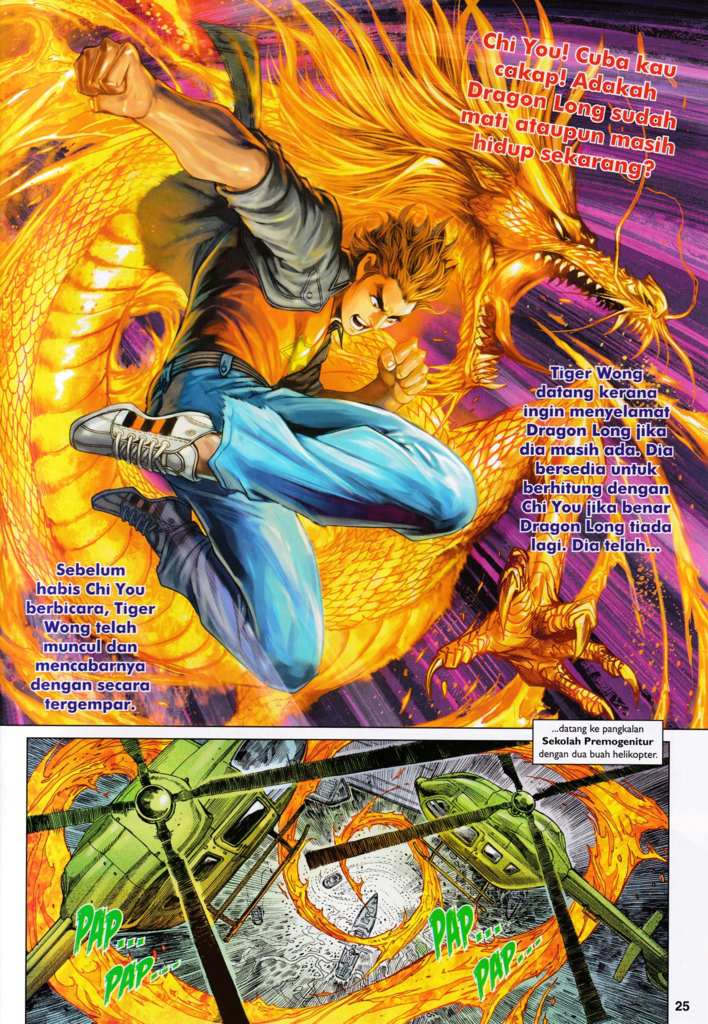 Chi You! Cuba kau
cakap! Adakah
Dragon Long sudah
mati ataupun masih
hidup sekarang?
Tiger Wong
datang kerana
ingin menyelamat
Dragon Long jika
dia masih ada. Dia
bersedia untuk
berhitung dengan
Chi You jika benar
Dragon Long tiada
lagi. Dia telah...
Sebelum
habis Chi You
berbicara, Tiger
Wong telah
muncul dan
mencabarnya
dengan secara
tergempar.
...datang ke pangkalan
Sekolah Premogenitur
dengan dua buah helikopter.
PAP...
PAP...
PAP...
PAP...
25